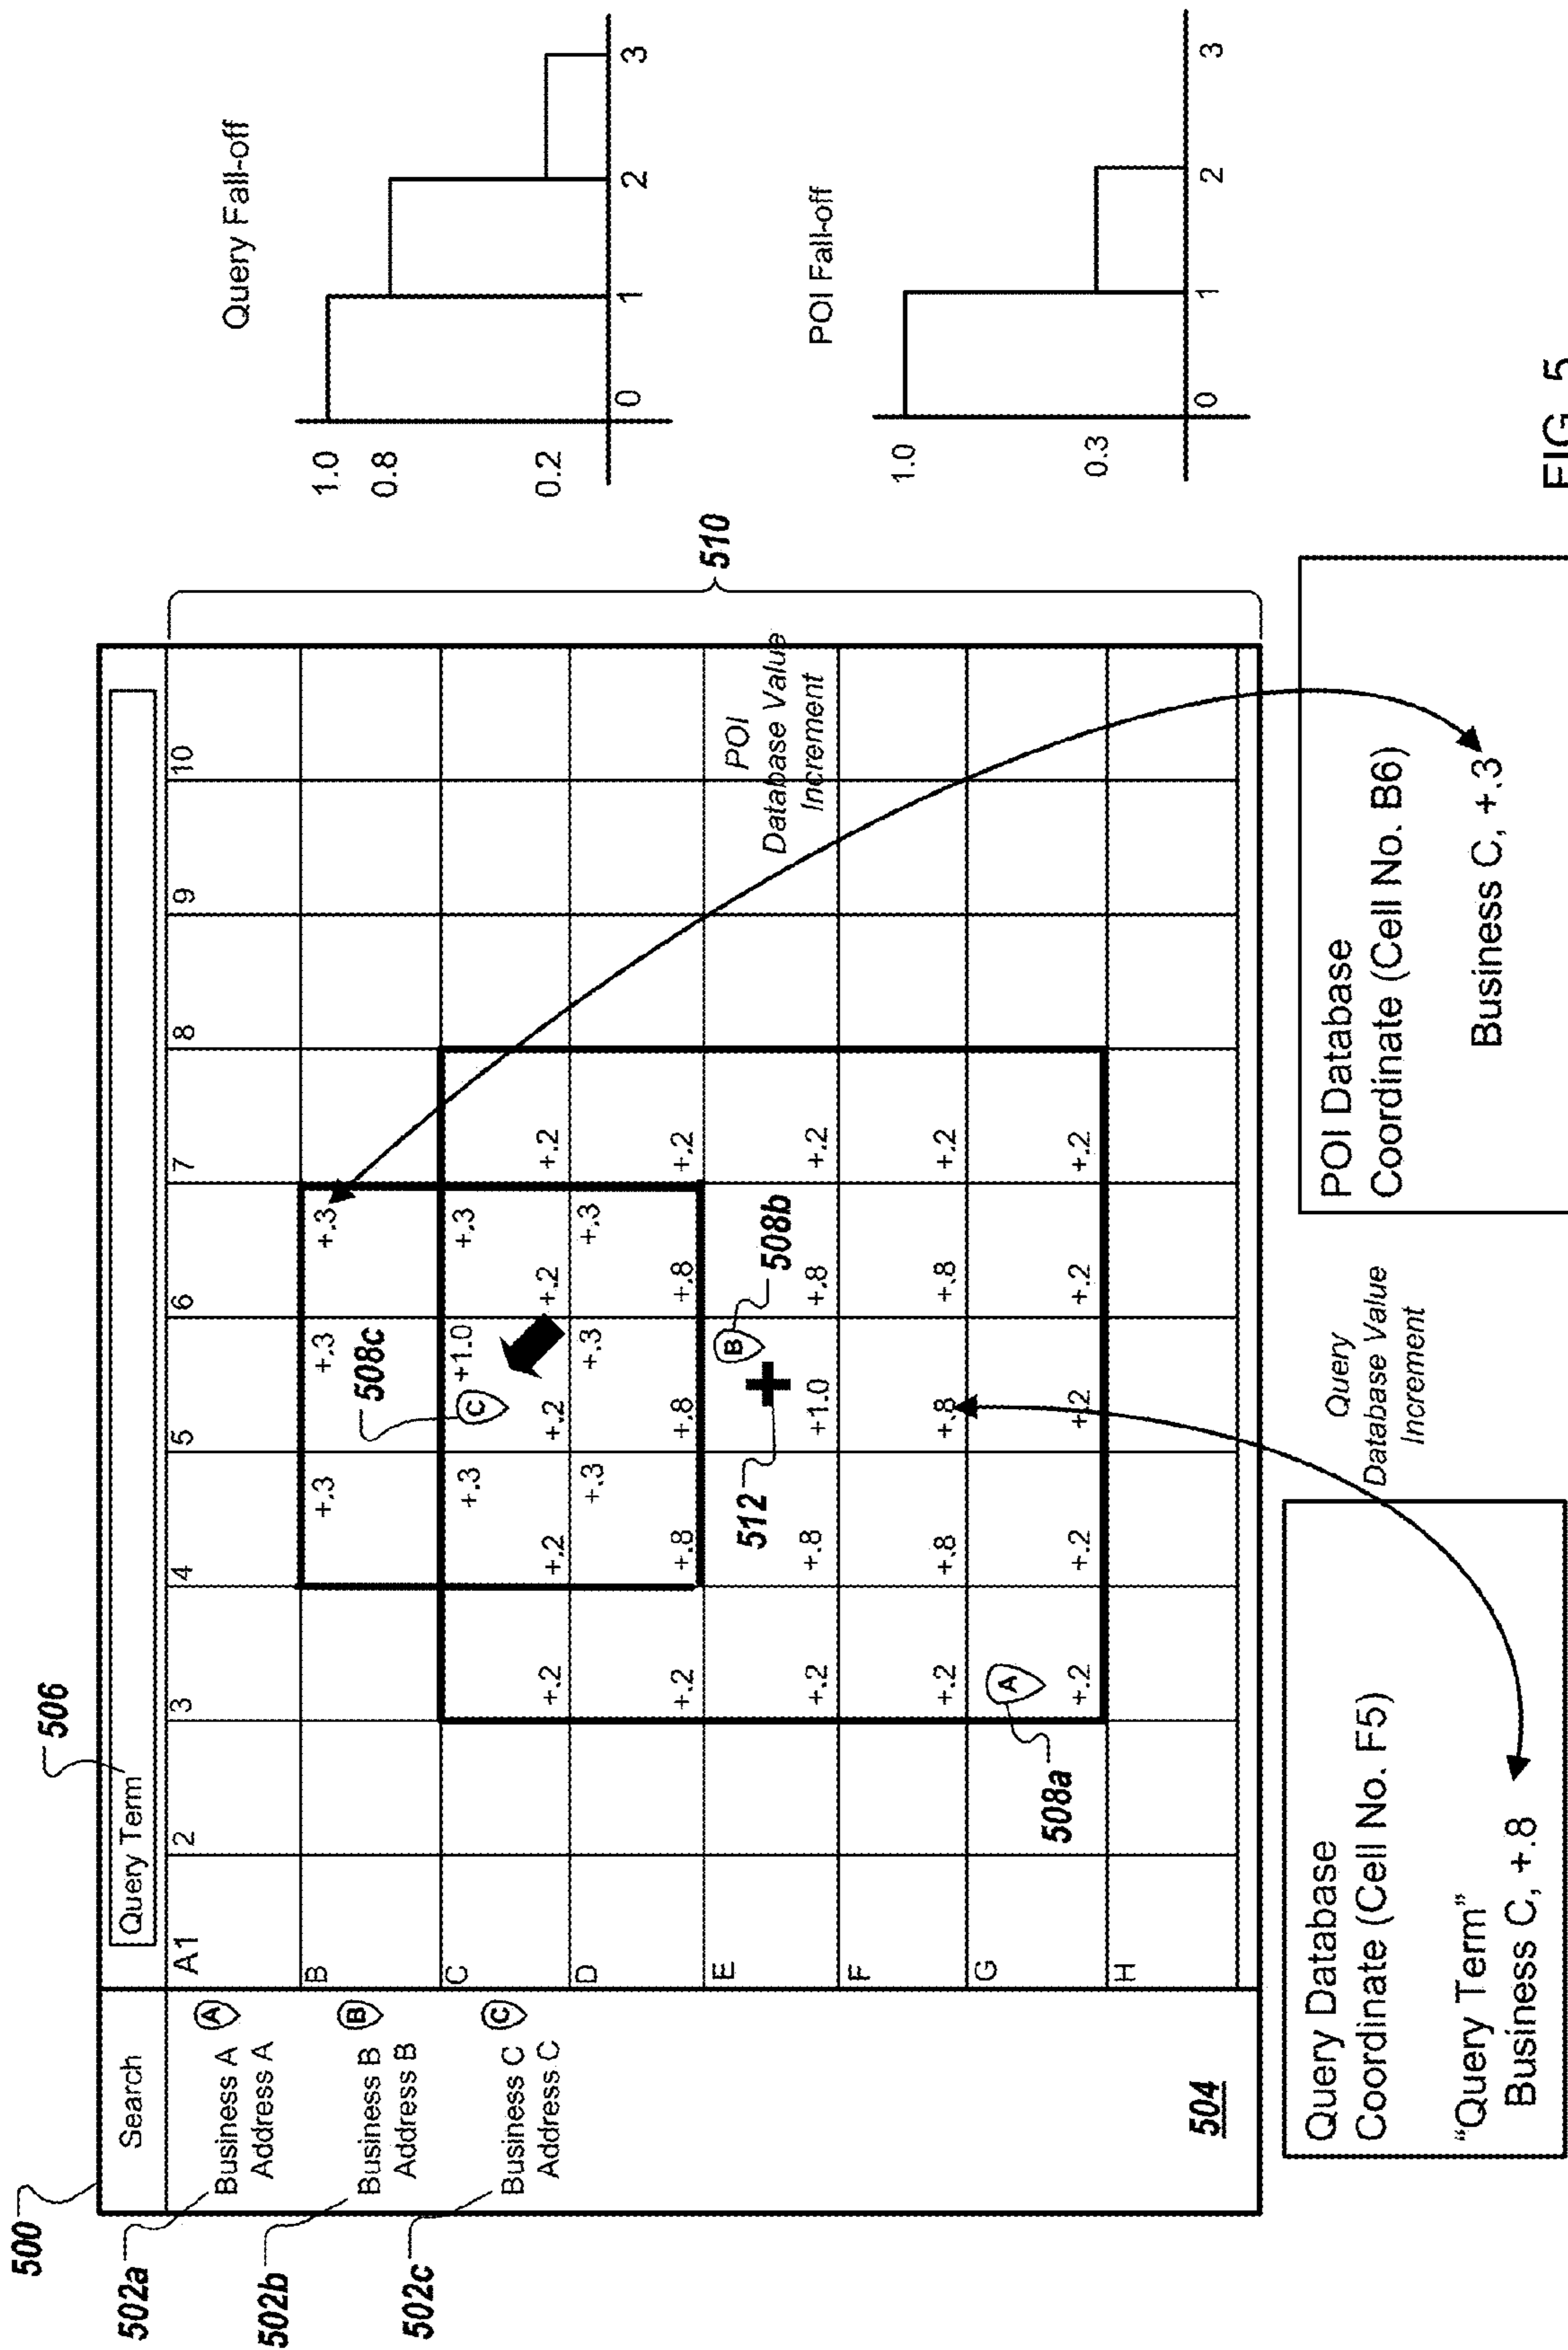 500
Search
Query Term
506
502a
Business A
Address A
A
502b
Business B
Address B
B
502c
Business C
Address C
C
504
A1 2 3 4 5 6 7 8 9 10
B
+.3 +.3 +.3
508c
C
+.3 +1.0 +.3
C
+.2 +.2 +.2 +.2 +.2
D
+.3 +.3 +.3
+.2 +.8 +.8 +.8 +.2
E
B
508b
512
+.2 +.8 +1.0 +.8 +.2
POI
Database Value
Increment
F
+.2 +.8 +.8 +.8 +.2
G
A
508a
+.2 +.2 +.2 +.2 +.2
H
510
Query Database
Coordinate (Cell No. F5)
"Query Term"
Business C, +.8
Query
Database Value
Increment
POI Database
Coordinate (Cell No. B6)
Business C, +.3
Query Fall-off
1.0
0.8
0.2
0 1 2 3
POI Fall-off
1.0
0.3
0 1 2 3
FIG. 5